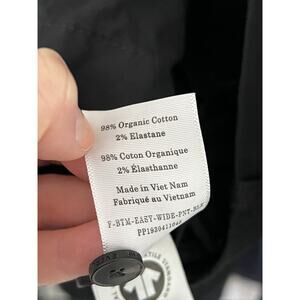 98% Organic Cotton
2% Elastane
98% Coton Organique
2% Élasthanne
Made in Viet Nam
Fabriqué au Vietnam
F-BTM-EASY-WIDE-PNT-BLK